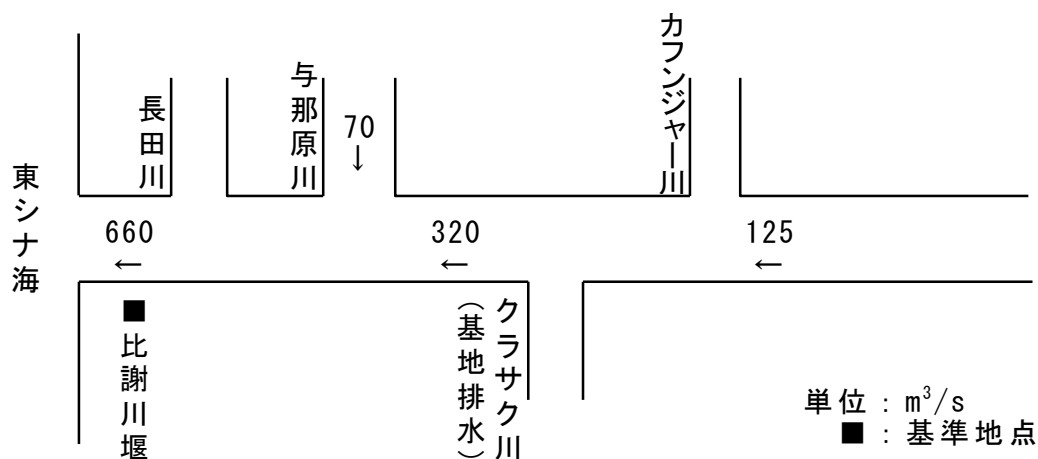 東シナ海
長田川
与那原川
70
↓
カフンジャー川
660
←
320
←
125
←
■比謝川堰
クラサク川
（基地排水）
単位：m³/s
■：基準地点